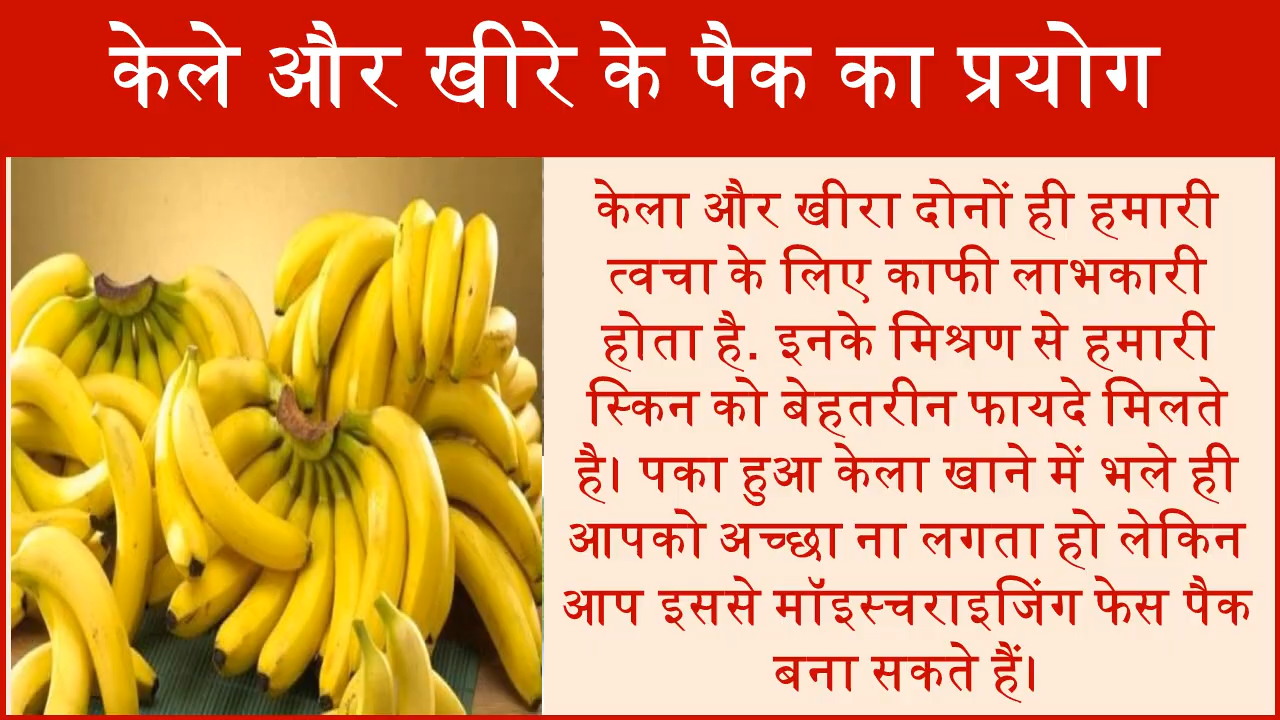 केले और खीरे के पैक का प्रयोग
केला और खीरा दोनों ही हमारी
त्वचा के लिए काफी लाभकारी
होता है. इनके मिश्रण से हमारी
स्किन को बेहतरीन फायदे मिलते
है। पका हुआ केला खाने में भले ही
आपको अच्छा ना लगता हो लेकिन
आप इससे मॉइस्चराइजिंग फेस पैक
बना सकते हैं।